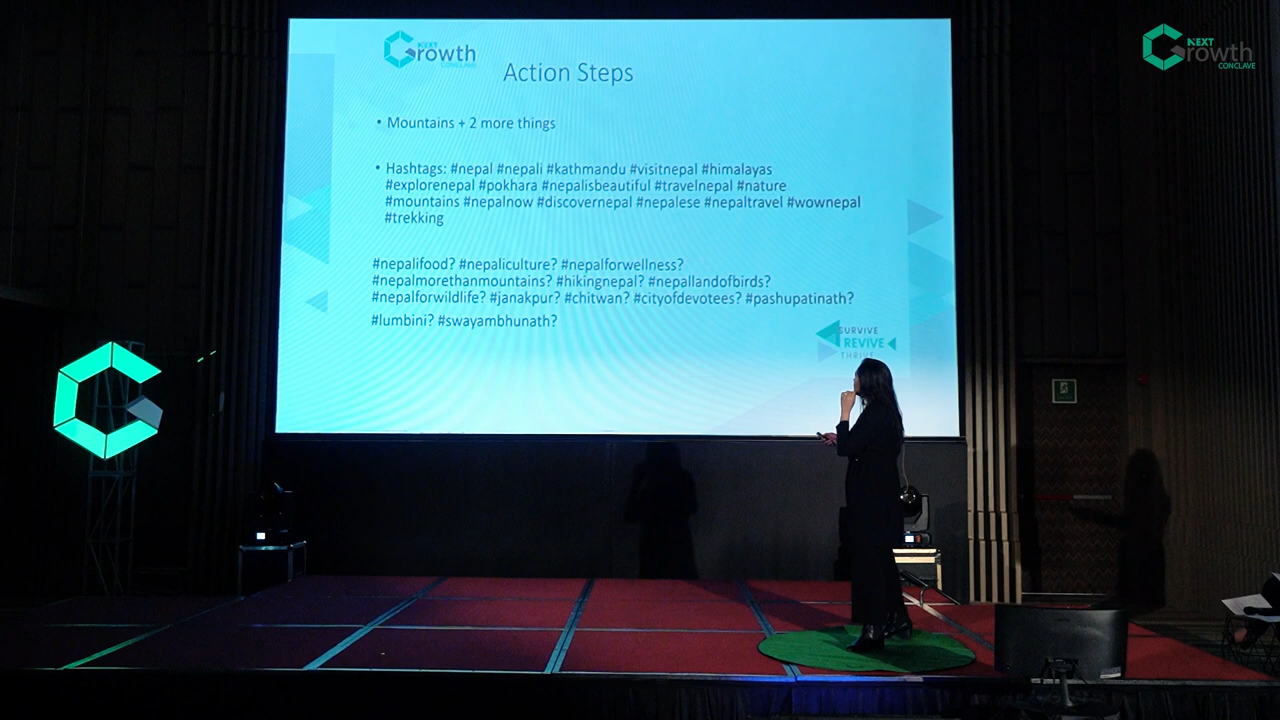 NEXT
Growth
CONCLAVE
Action Steps
• Mountains + 2 more things
• Hashtags: #nepal #nepali #kathmandu #visitnepal #himalayas
#explorenepal #pokhara #nepalisbeautiful #travelnepal #nature
#mountains #nepalnow #discovernepal #nepalese #nepaltravel #wownepal
#trekking
#nepalifood? #nepaliculture? #nepalforwellness?
#nepalmorethanmountains? #hikingnepal? #nepallandofbirds?
#nepalforwildlife? #janakpur? #chitwan? #cityofdevotees? #pashupatinath?
#lumbini? #swayambhunath?
SURVIVE
REVIVE
THRIVE
NEXT
Growth
CONCLAVE